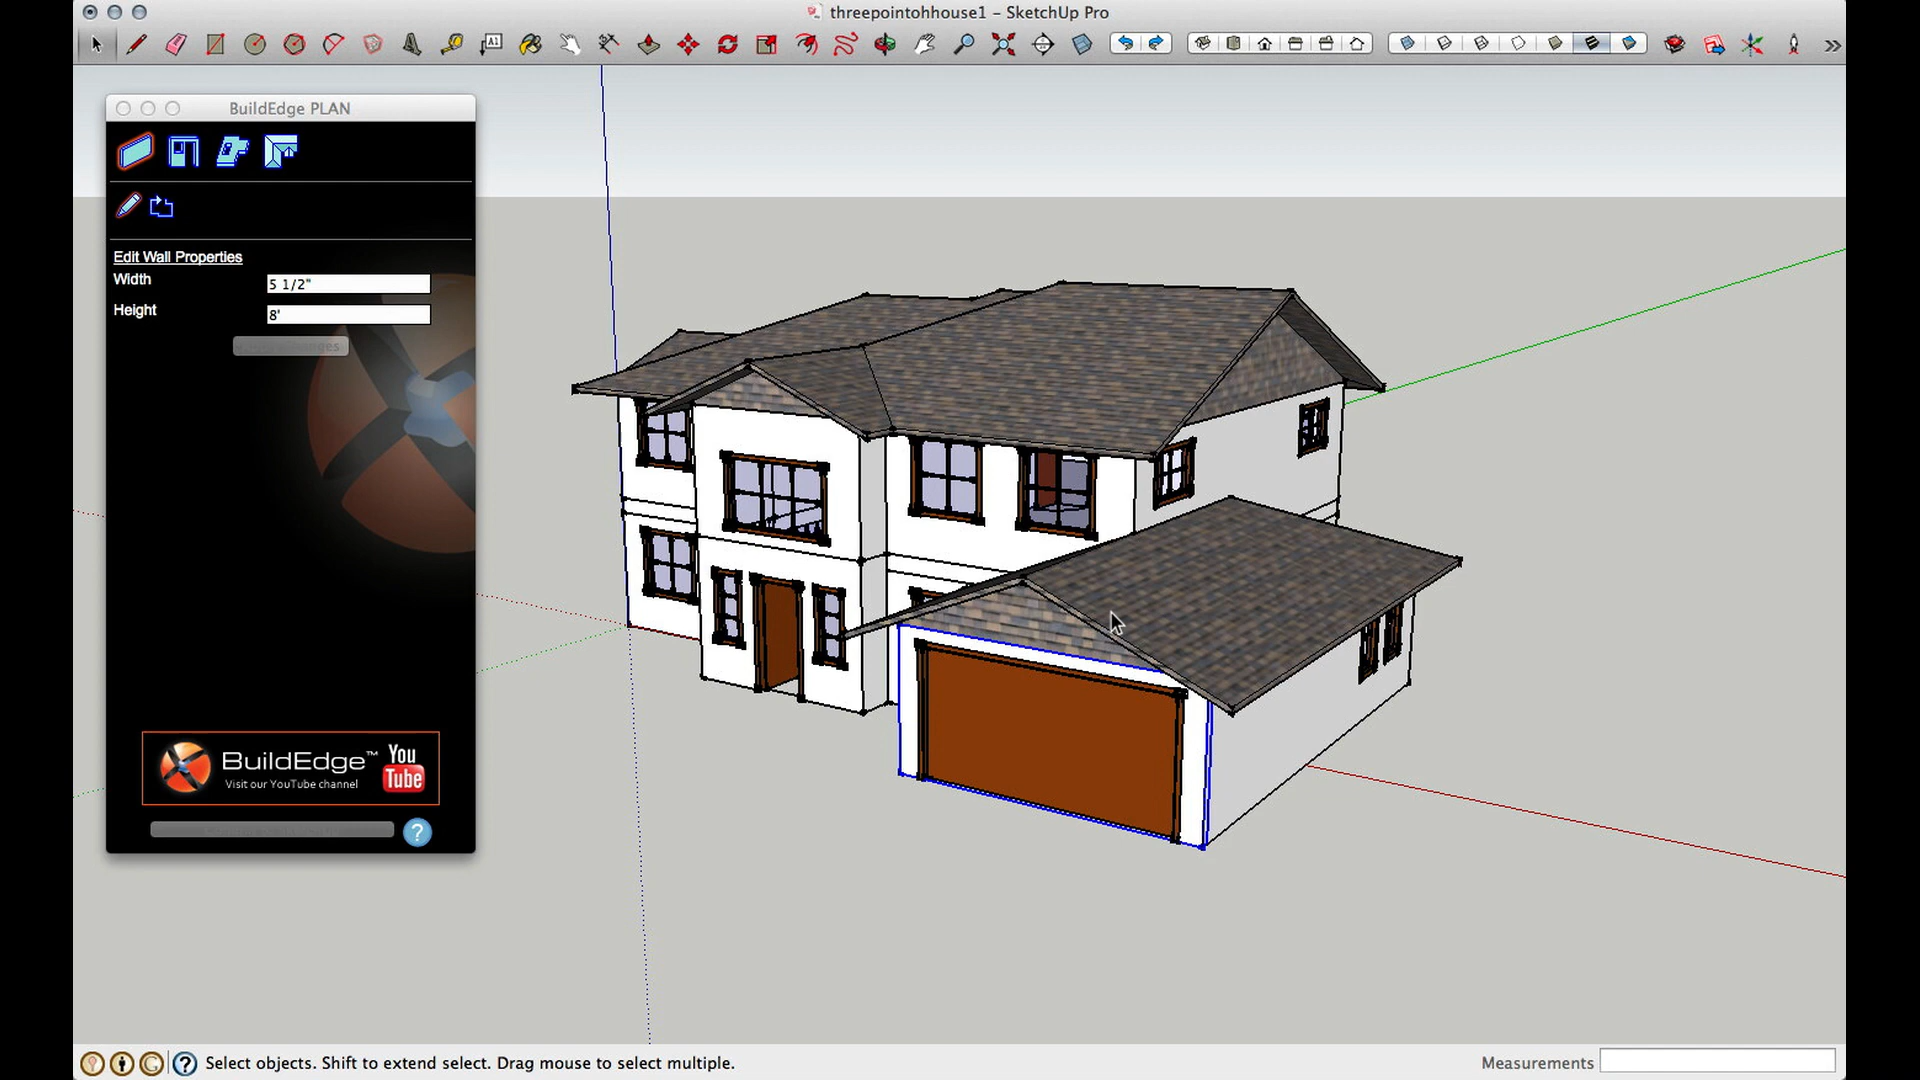 threepointohhouse1 – SketchUp Pro
A1
BuildEdge PLAN
Edit Wall Properties
Width 5 1/2"
Height 8'
BuildEdge™ You Tube
Visit our YouTube channel
?
? Select objects. Shift to extend select. Drag mouse to select multiple.
Measurements